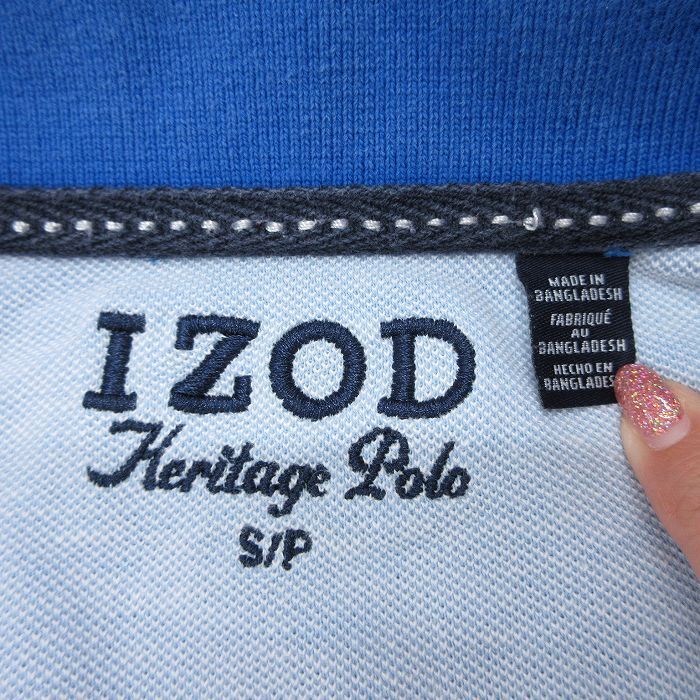 IZOD
Heritage Polo
S/P
MADE IN
BANGLADESH
FABRIQUÉ
AU
BANGLADESH
HECHO EN
BANGLADES